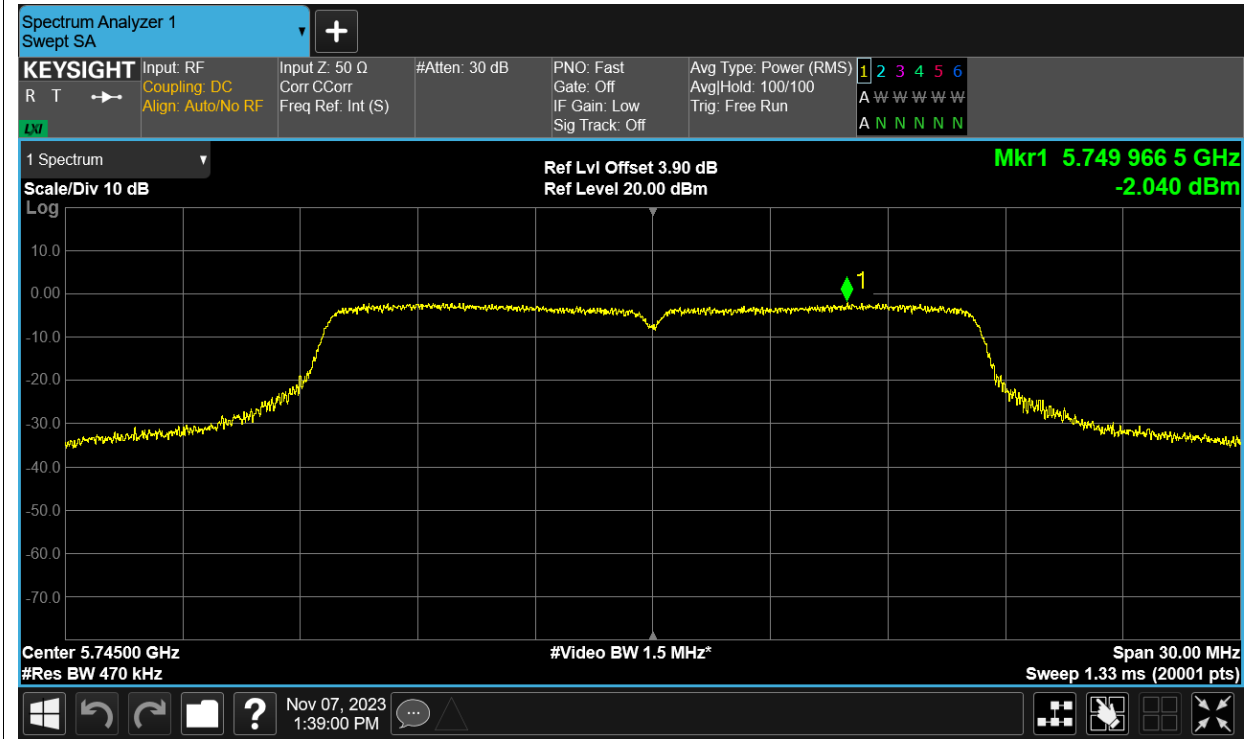 Spectrum Analyzer 1
Swept SA
KEYSIGHT
R T
LXI
Input: RF
Coupling: DC
Align: Auto/No RF
Input Z: 50 Ω
Corr CCorr
Freq Ref: Int (S)
#Atten: 30 dB
PNO: Fast
Gate: Off
IF Gain: Low
Sig Track: Off
Avg Type: Power (RMS)
Avg|Hold: 100/100
Trig: Free Run
1 2 3 4 5 6
A W W W W W
A N N N N N
1 Spectrum
Scale/Div 10 dB
Log
Ref Lvl Offset 3.90 dB
Ref Level 20.00 dBm
Mkr1 5.749 966 5 GHz
-2.040 dBm
1
10.0
0.00
-10.0
-20.0
-30.0
-40.0
-50.0
-60.0
-70.0
Center 5.74500 GHz
#Res BW 470 kHz
#Video BW 1.5 MHz*
Span 30.00 MHz
Sweep 1.33 ms (20001 pts)
?
Nov 07, 2023
1:39:00 PM